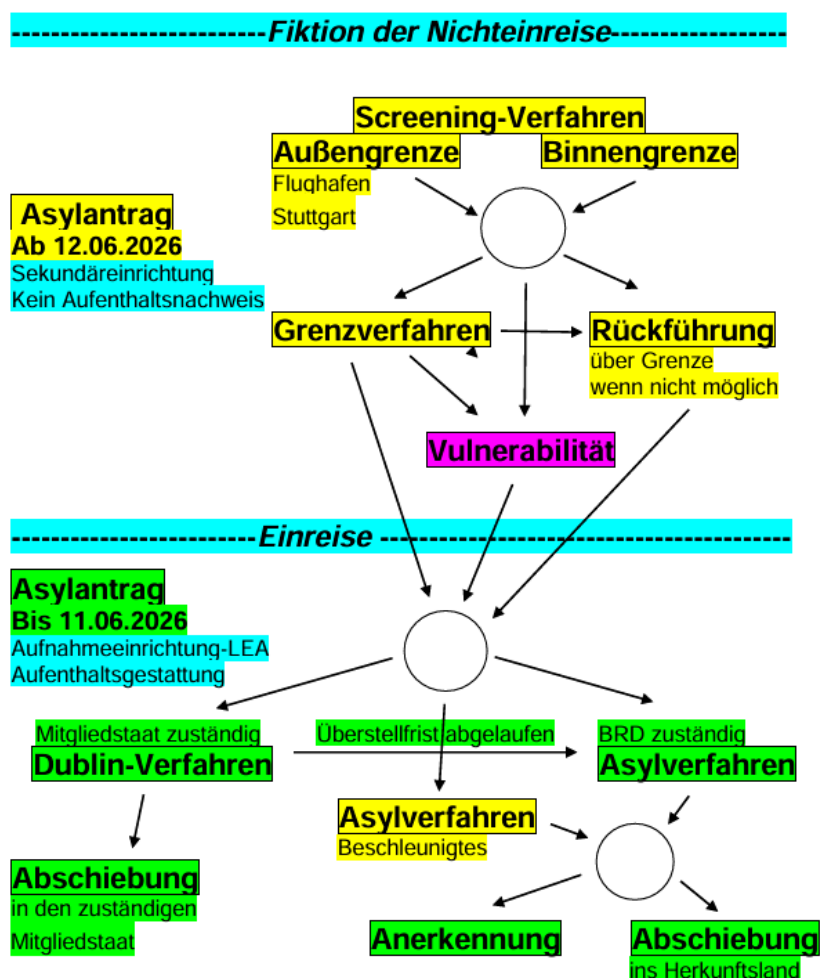 --------------------------Fiktion der Nichteinreise------------------
Screening-Verfahren
Außengrenze
Binnengrenze
Flughafen
Stuttgart
Asylantrag
Ab 12.06.2026
Sekundäreinrichtung
Kein Aufenthaltsnachweis
Grenzverfahren
Rückführung
über Grenze
wenn nicht möglich
Vulnerabilität
-------------------------Einreise ------------------------------------------
Asylantrag
Bis 11.06.2026
Aufnahmeeinrichtung-LEA
Aufenthaltsgestattung
Mitgliedstaat zuständig
Überstellfrist abgelaufen
BRD zuständig
Dublin-Verfahren
Asylverfahren
Asylverfahren
Beschleunigtes
Abschiebung
in den zuständigen
Mitgliedstaat
Anerkennung
Abschiebung
ins Herkunftsland